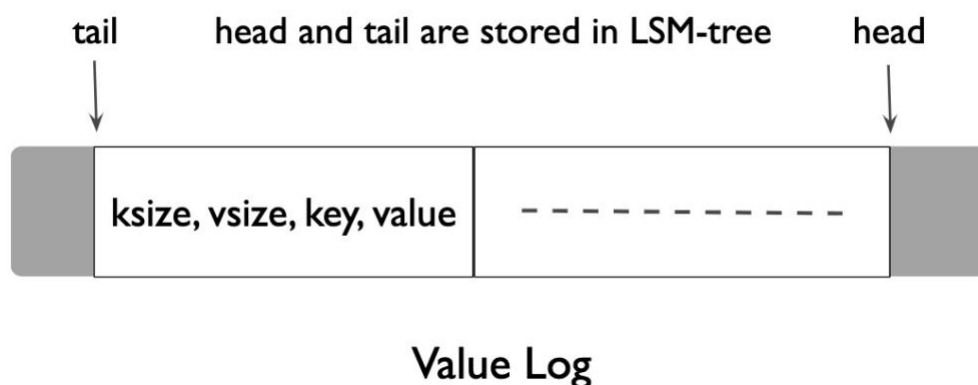 tail head and tail are stored in LSM-tree head
ksize, vsize, key, value
Value Log